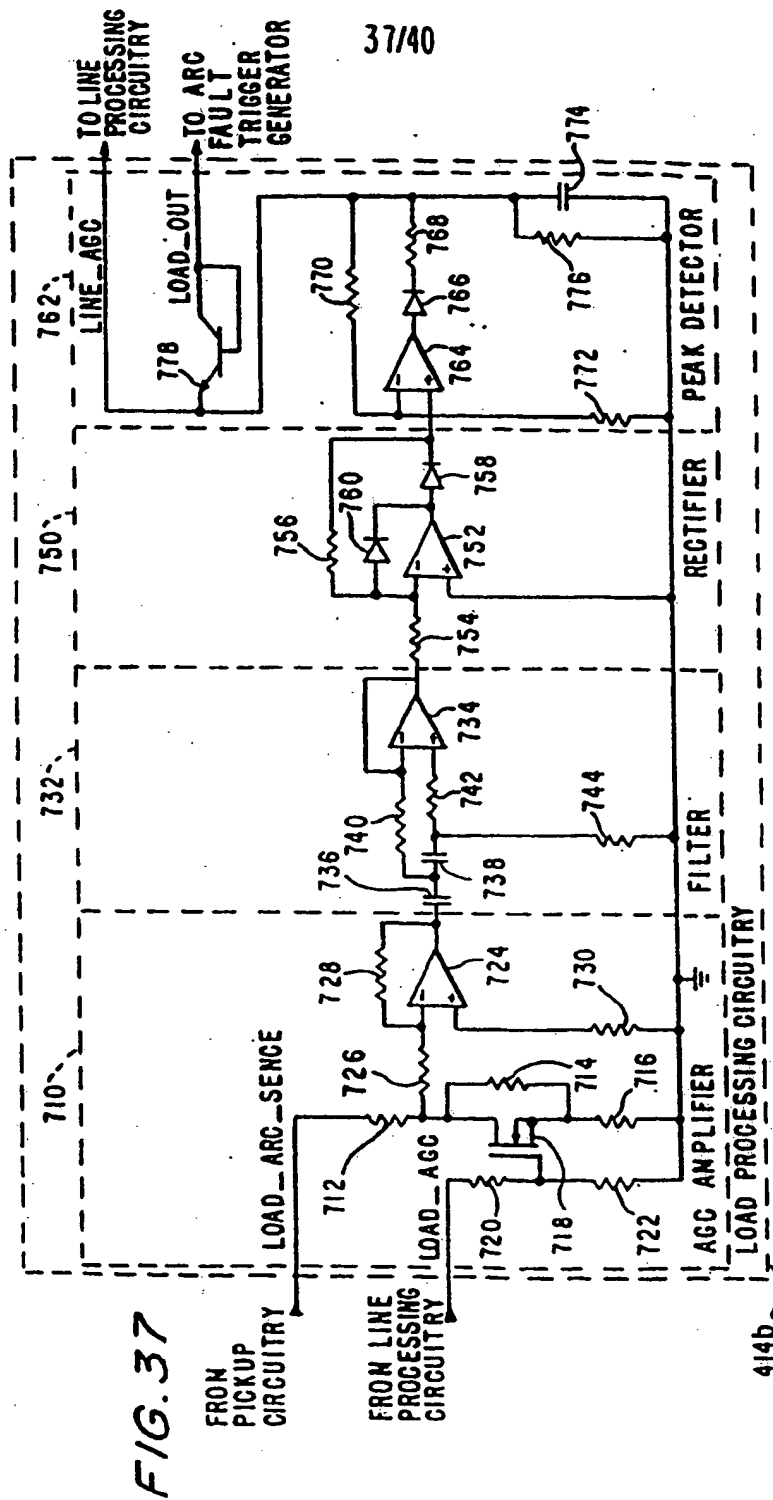 37/40
FIG.37
710
732
750
762
TO LINE
PROCESSING
CIRCUITRY
LINE_AGC
TO ARC
FAULT
TRIGGER
GENERATOR
LOAD_OUT
778
FRON
PICKUP
CIRCUITRY
LOAD_ARC_SENCE
712
FRON LINE
PROCESSING
CIRCUITRY
LOAD_AGC
726
728
724
714
716
718
720
722
730
736
738
740
742
734
744
754
756
760
752
758
770
764
766
768
772
776
774
AGC AMPLIFIER
FILTER
RECTIFIER
PEAK DETECTOR
LOAD PROCESSING CIRCUITRY
414b